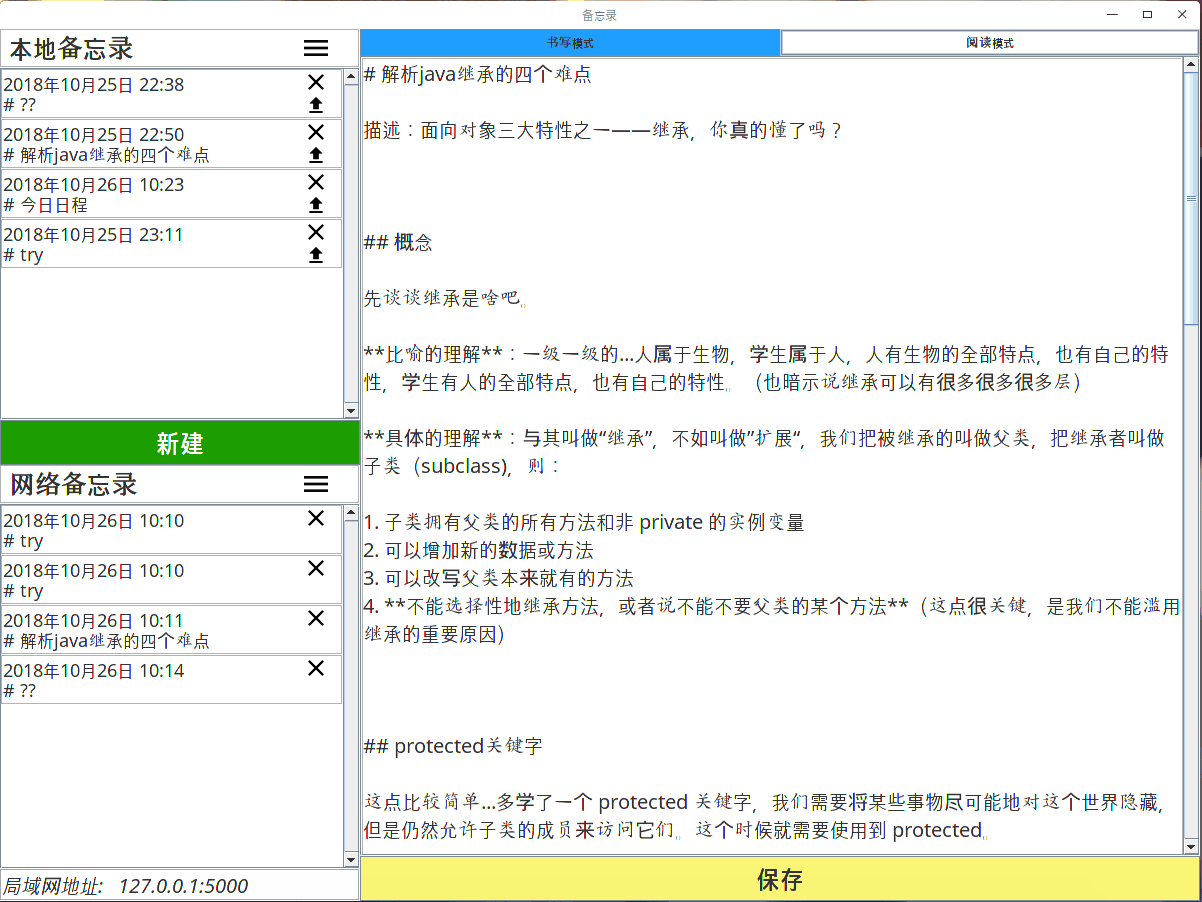 备忘录
本地备忘录
2018年10月25日 22:38
# ??
2018年10月25日 22:50
# 解析java继承的四个难点
2018年10月26日 10:23
# 今日日程
2018年10月25日 23:11
# try
新建
网络备忘录
2018年10月26日 10:10
# try
2018年10月26日 10:10
# try
2018年10月26日 10:11
# 解析java继承的四个难点
2018年10月26日 10:14
# ??
局域网地址: 127.0.0.1:5000
书写模式
阅读模式
# 解析java继承的四个难点
描述：面向对象三大特性之一——继承，你真的懂了吗？
## 概念
先谈谈继承是啥吧。
**比喻的理解**：一级一级的...人属于生物，学生属于人，人有生物的全部特点，也有自己的特
性，学生有人的全部特点，也有自己的特性。（也暗示说继承可以有很多很多很多层）
**具体的理解**：与其叫做“继承”，不如叫做”扩展“，我们把被继承的叫做父类，把继承者叫做
子类（subclass)，则：
1. 子类拥有父类的所有方法和非 private 的实例变量
2. 可以增加新的数据或方法
3. 可以改写父类本来就有的方法
4. **不能选择性地继承方法，或者说不能不要父类的某个方法**（这点很关键，是我们不能滥用
继承的重要原因）
## protected关键字
这点比较简单...多学了一个 protected 关键字，我们需要将某些事物尽可能地对这个世界隐藏，
但是仍然允许子类的成员来访问它们。这个时候就需要使用到 protected。
保存